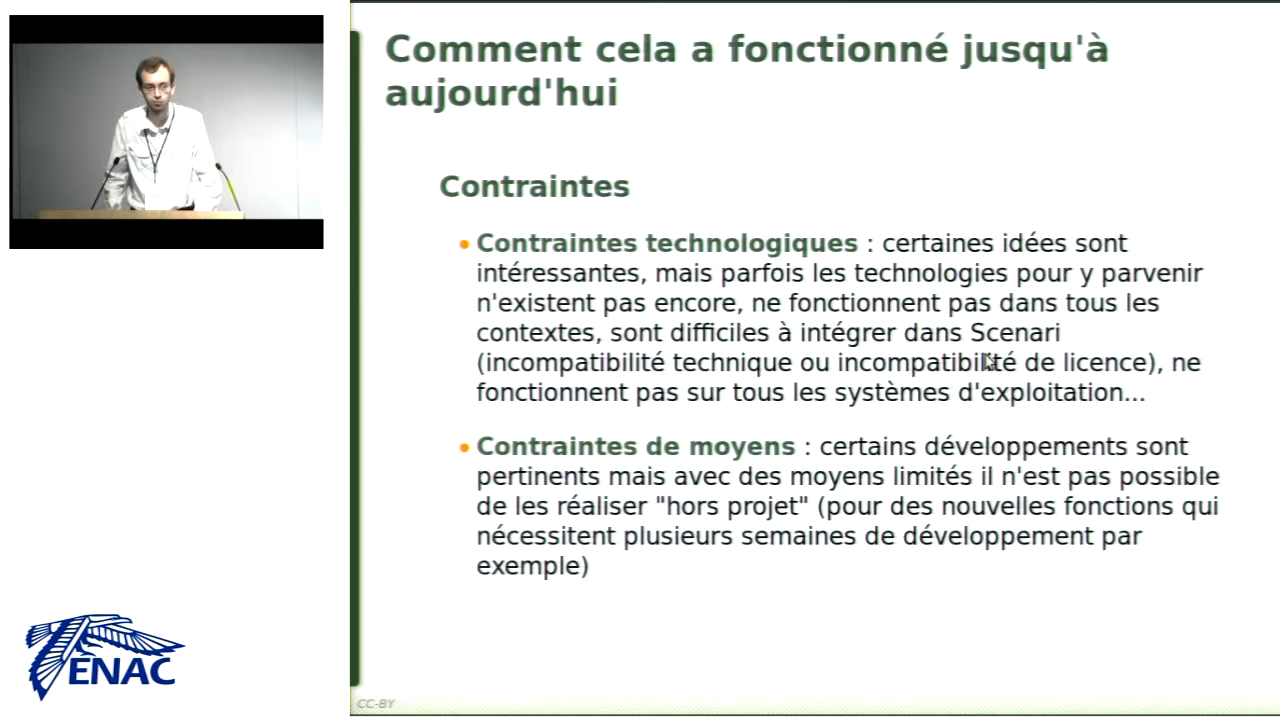 Comment cela a fonctionné jusqu'à
aujourd'hui
Contraintes
Contraintes technologiques : certaines idées sont
intéressantes, mais parfois les technologies pour y parvenir
n'existent pas encore, ne fonctionnent pas dans tous les
contextes, sont difficiles à intégrer dans Scenari
(incompatibilité technique ou incompatibilité de licence), ne
fonctionnent pas sur tous les systèmes d'exploitation...
Contraintes de moyens : certains développements sont
pertinents mais avec des moyens limités il n'est pas possible
de les réaliser "hors projet" (pour des nouvelles fonctions qui
nécessitent plusieurs semaines de développement par
exemple)
ENAC
CC-BY